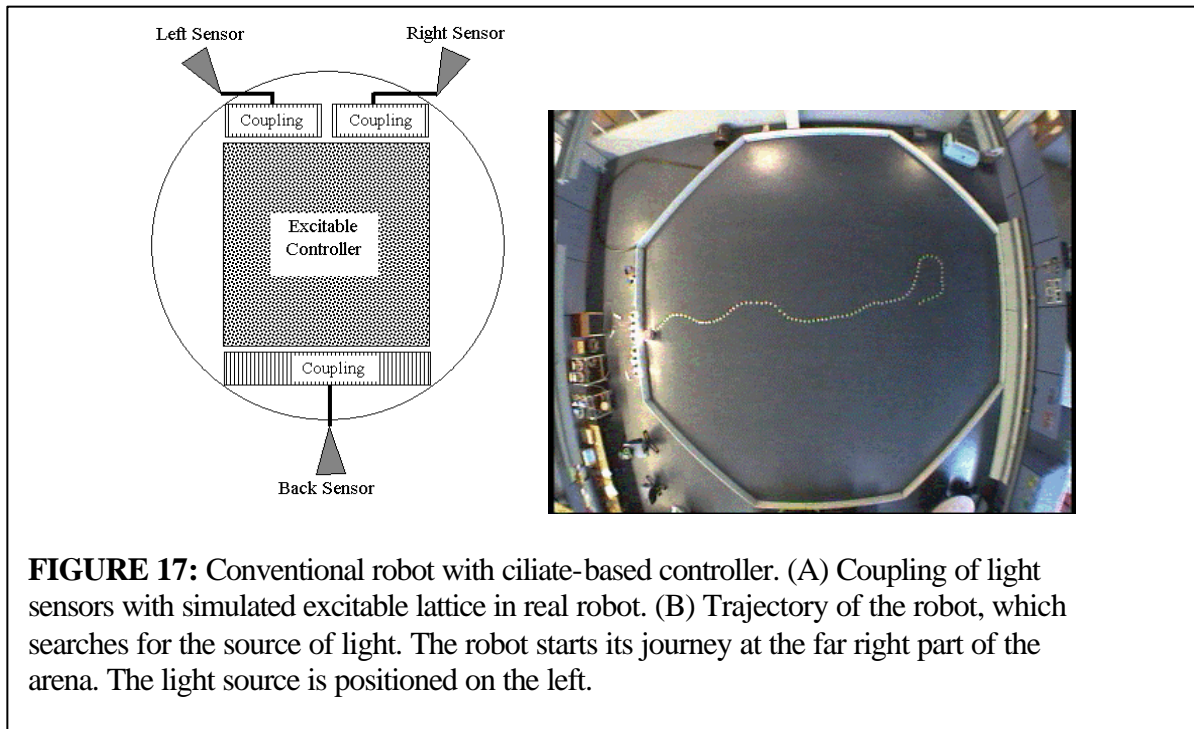 Left Sensor
Right Sensor
Coupling
Coupling
Excitable
Controller
Coupling
Back Sensor
FIGURE 17: Conventional robot with ciliate-based controller. (A) Coupling of light
sensors with simulated excitable lattice in real robot. (B) Trajectory of the robot, which
searches for the source of light. The robot starts its journey at the far right part of the
arena. The light source is positioned on the left.